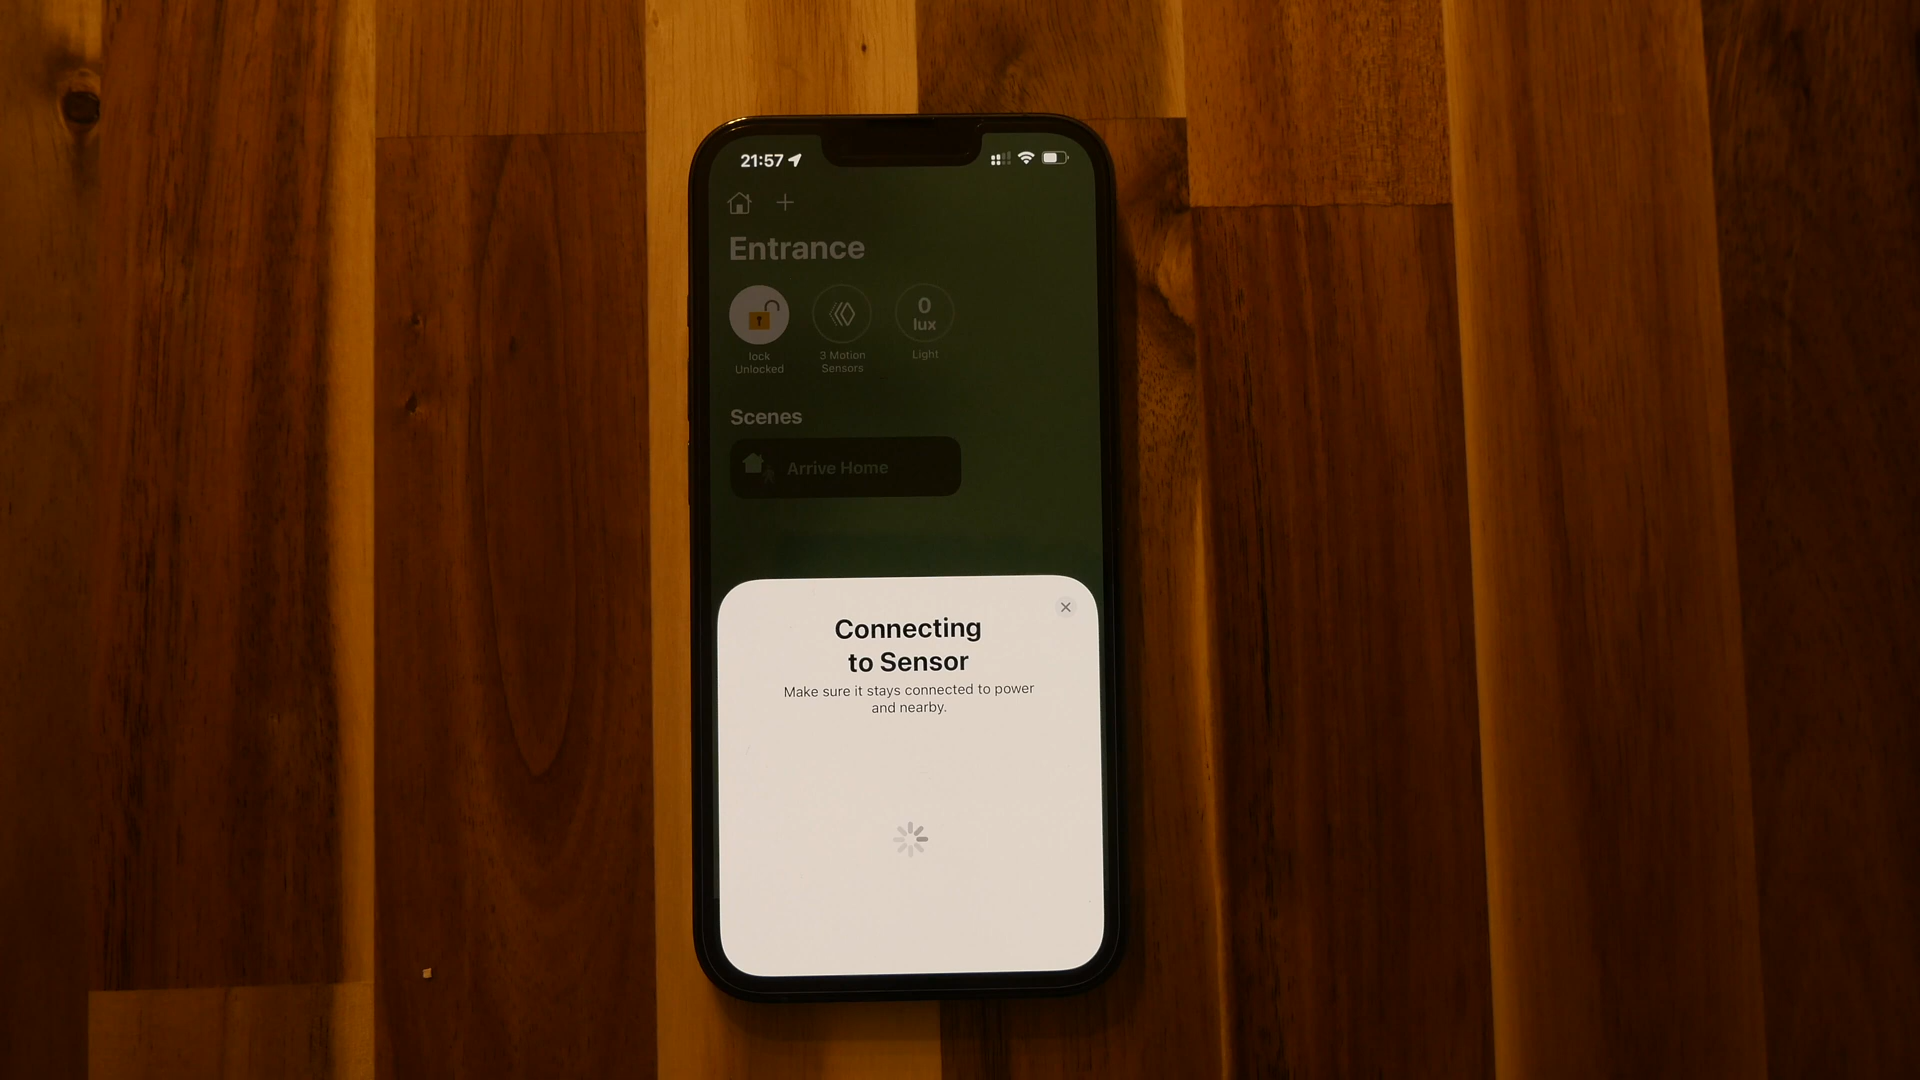 21:57
Entrance
0
lux
lock
Unlocked
3 Motion
Sensors
Light
Scenes
Arrive Home
Connecting
to Sensor
Make sure it stays connected to power
and nearby.